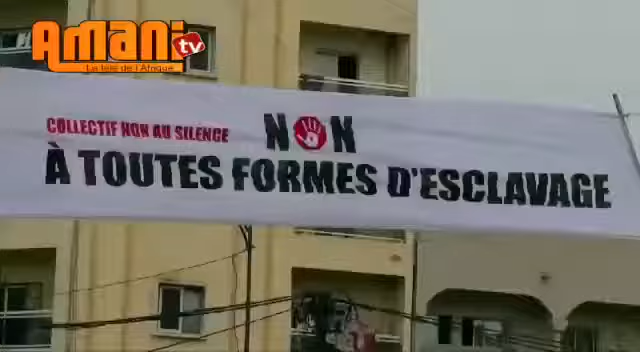 AMANi tv
La télé de l'Afrique
COLLECTIF NON AU SILENCE
NON
À TOUTES FORMES D'ESCLAVAGE